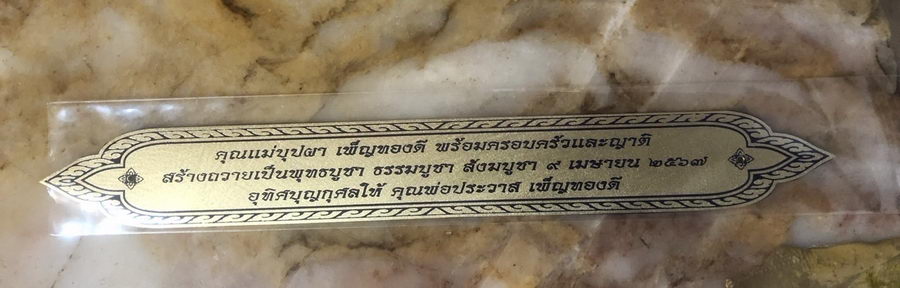 คุณแม่บุปผา เพ็ญทองดี พร้อมครอบครัวและญาติ
สร้างถวายเป็นพุทธบูชา ธรรมบูชา สังฆบูชา ๙ เมษายน ๒๕๖๗
อุทิศบุญกุศลให้ คุณพ่อประวาส เพ็ญทองดี